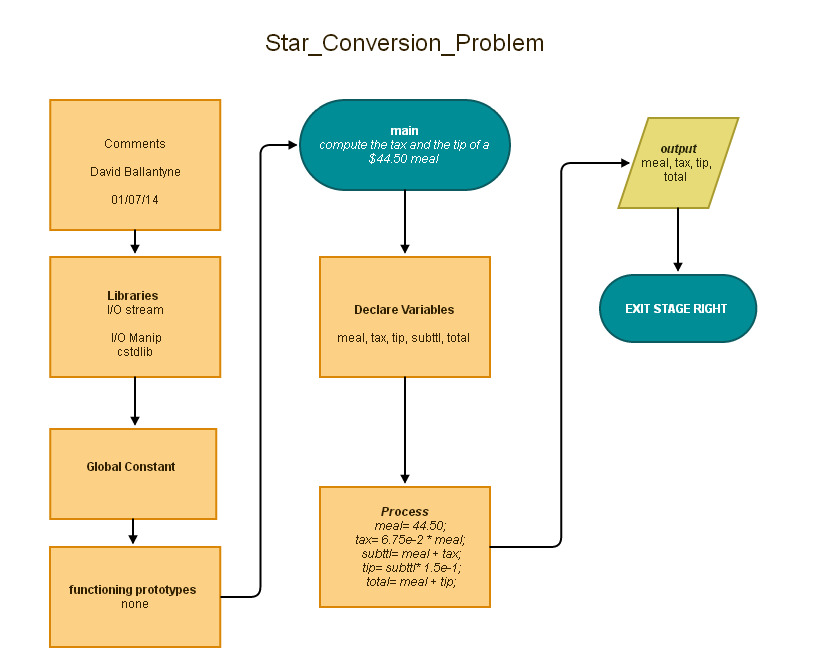 Star_Conversion_Problem
Comments
David Ballantyne
01/07/14
Libraries
I/O stream
I/O Manip
cstdlib
Global Constant
functioning prototypes
none
main
compute the tax and the tip of a
$44.50 meal
Declare Variables
meal, tax, tip, subttl, total
Process
meal= 44.50;
tax= 6.75e-2 * meal;
subttl= meal + tax;
tip= subttl* 1.5e-1;
total= meal + tip;
output
meal, tax, tip,
total
EXIT STAGE RIGHT